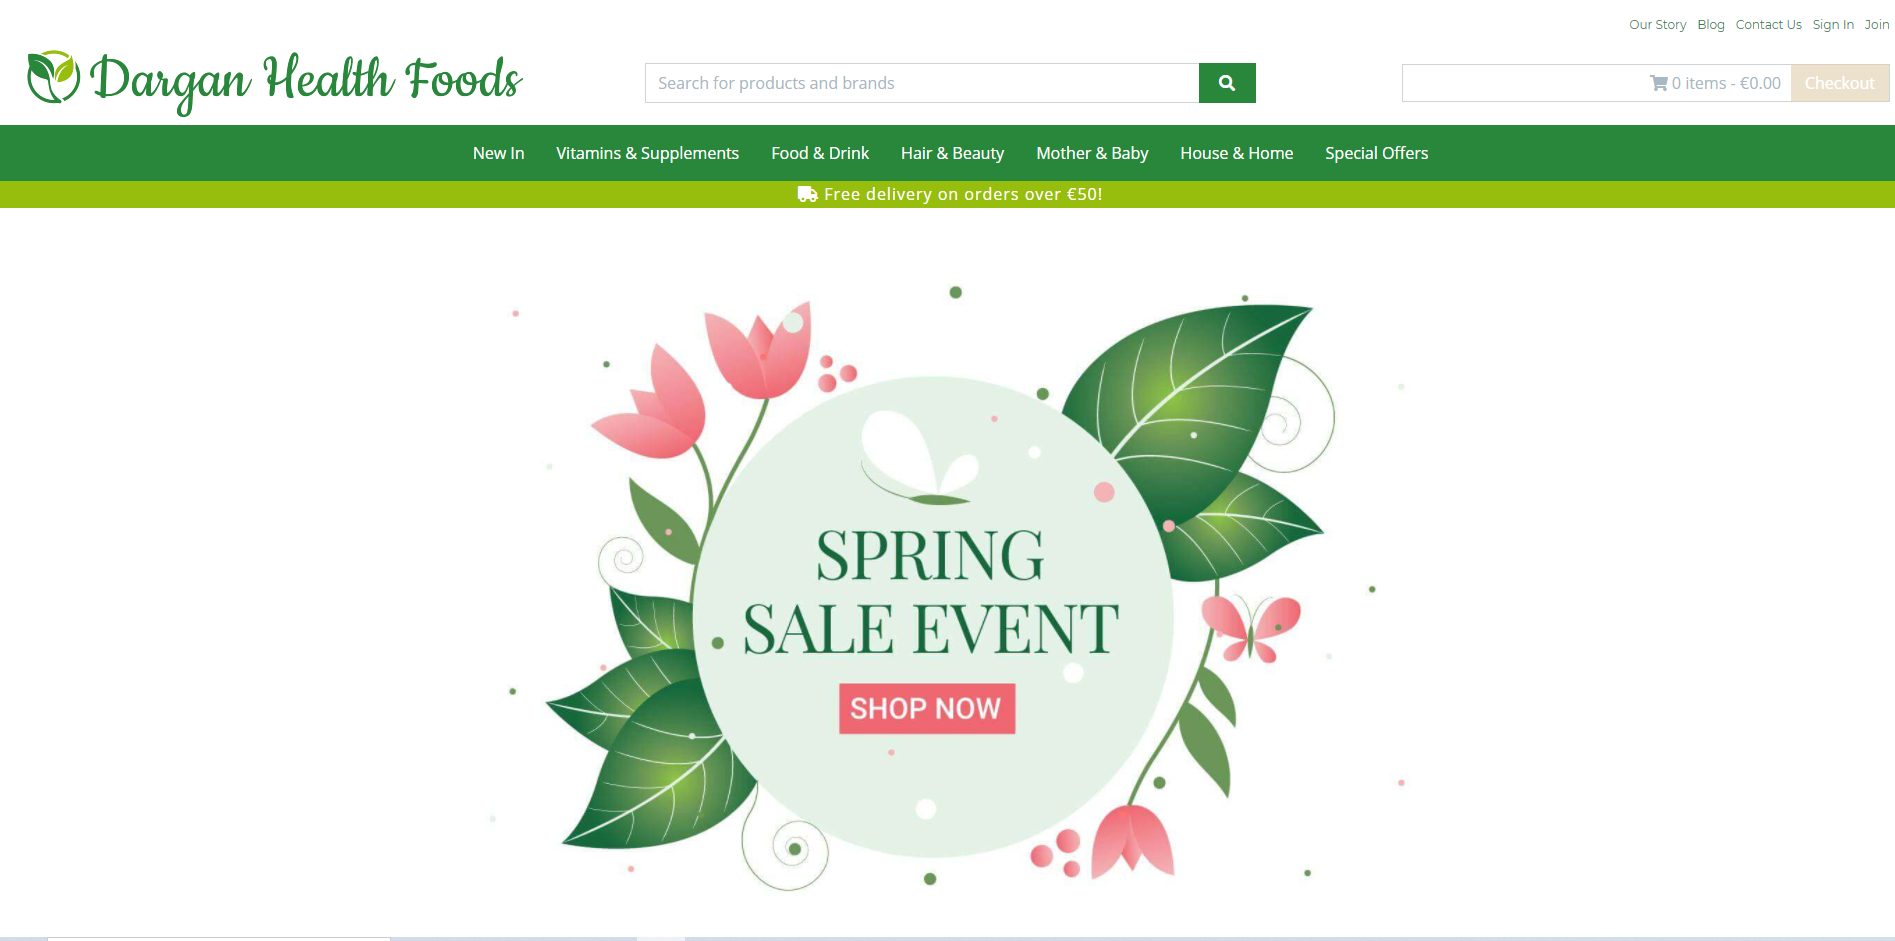 Our Story Blog Contact Us Sign In Join
Dargan Health Foods
Search for products and brands
0 items - €0.00
Checkout
New In Vitamins & Supplements Food & Drink Hair & Beauty Mother & Baby House & Home Special Offers
Free delivery on orders over €50!
SPRING
SALE EVENT
SHOP NOW